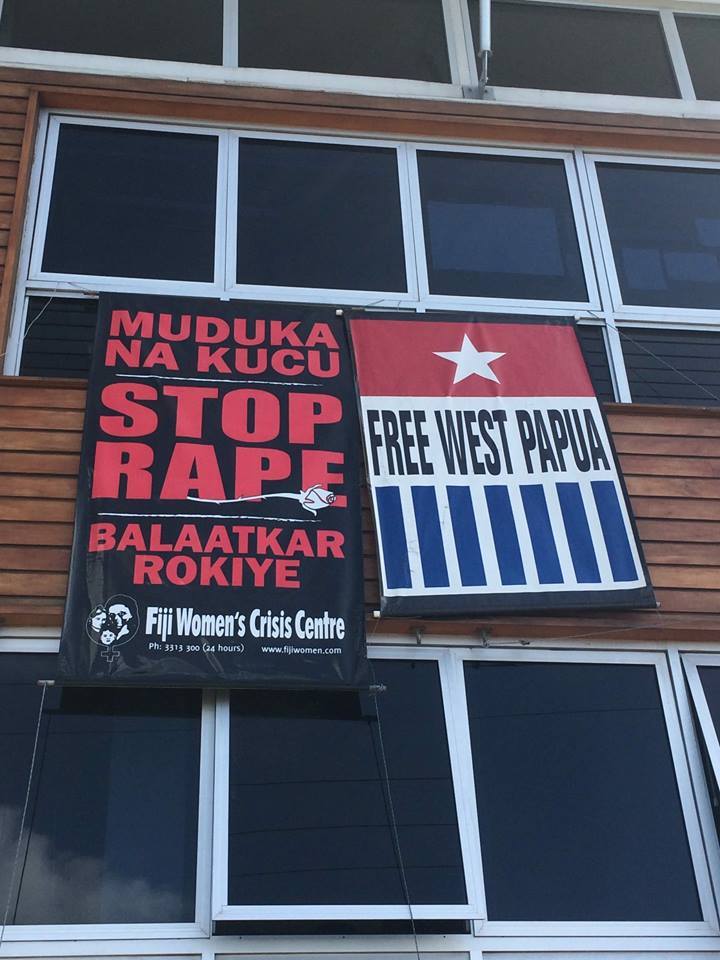 MUDUKA
NA KUCU
STOP
RAPE
BALAATKAR
ROKIYE
Fiji Women's Crisis Centre
Ph: 3313 300 (24 hours) www.fijiwomen.com
FREE WEST PAPUA